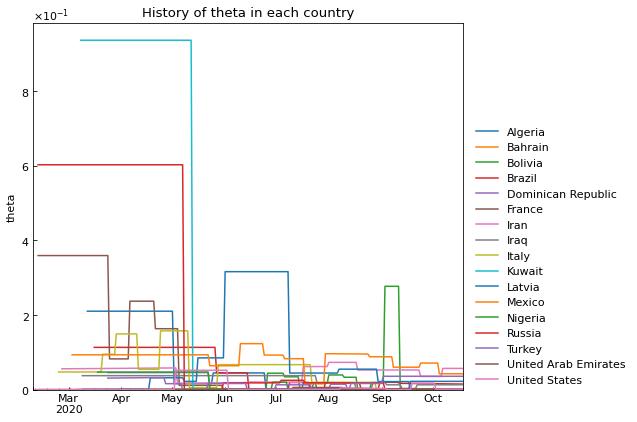 History of theta in each country
×10⁻¹
8
6
4
2
0
theta
Mar Apr May Jun Jul Aug Sep Oct
2020
Algeria
Bahrain
Bolivia
Brazil
Dominican Republic
France
Iran
Iraq
Italy
Kuwait
Latvia
Mexico
Nigeria
Russia
Turkey
United Arab Emirates
United States